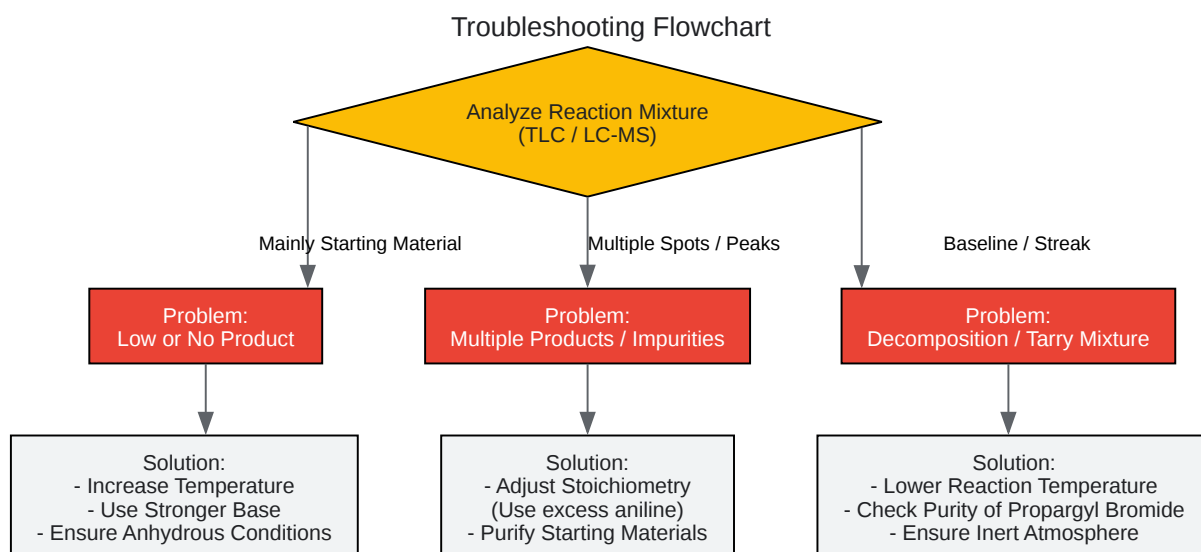 Troubleshooting Flowchart
Analyze Reaction Mixture
(TLC / LC-MS)
Mainly Starting Material
Multiple Spots / Peaks
Baseline / Streak
Problem:
Low or No Product
Problem:
Multiple Products / Impurities
Problem:
Decomposition / Tarry Mixture
Solution:
- Increase Temperature
- Use Stronger Base
- Ensure Anhydrous Conditions
Solution:
- Adjust Stoichiometry
(Use excess aniline)
- Purify Starting Materials
Solution:
- Lower Reaction Temperature
- Check Purity of Propargyl Bromide
- Ensure Inert Atmosphere